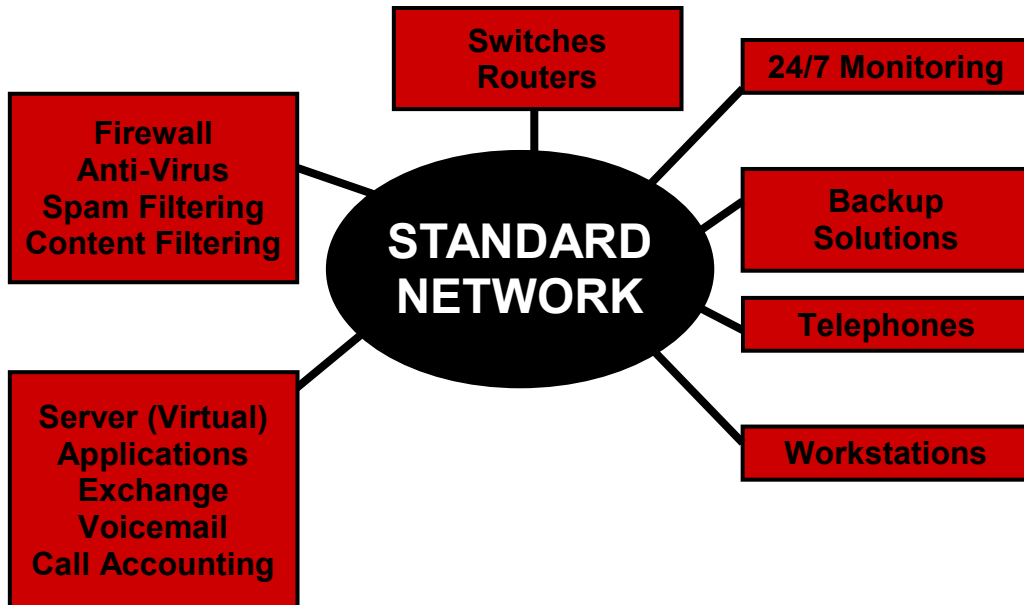 Switches
Routers
24/7 Monitoring
Firewall
Anti-Virus
Spam Filtering
Content Filtering
STANDARD
NETWORK
Backup
Solutions
Telephones
Server (Virtual)
Applications
Exchange
Voicemail
Call Accounting
Workstations